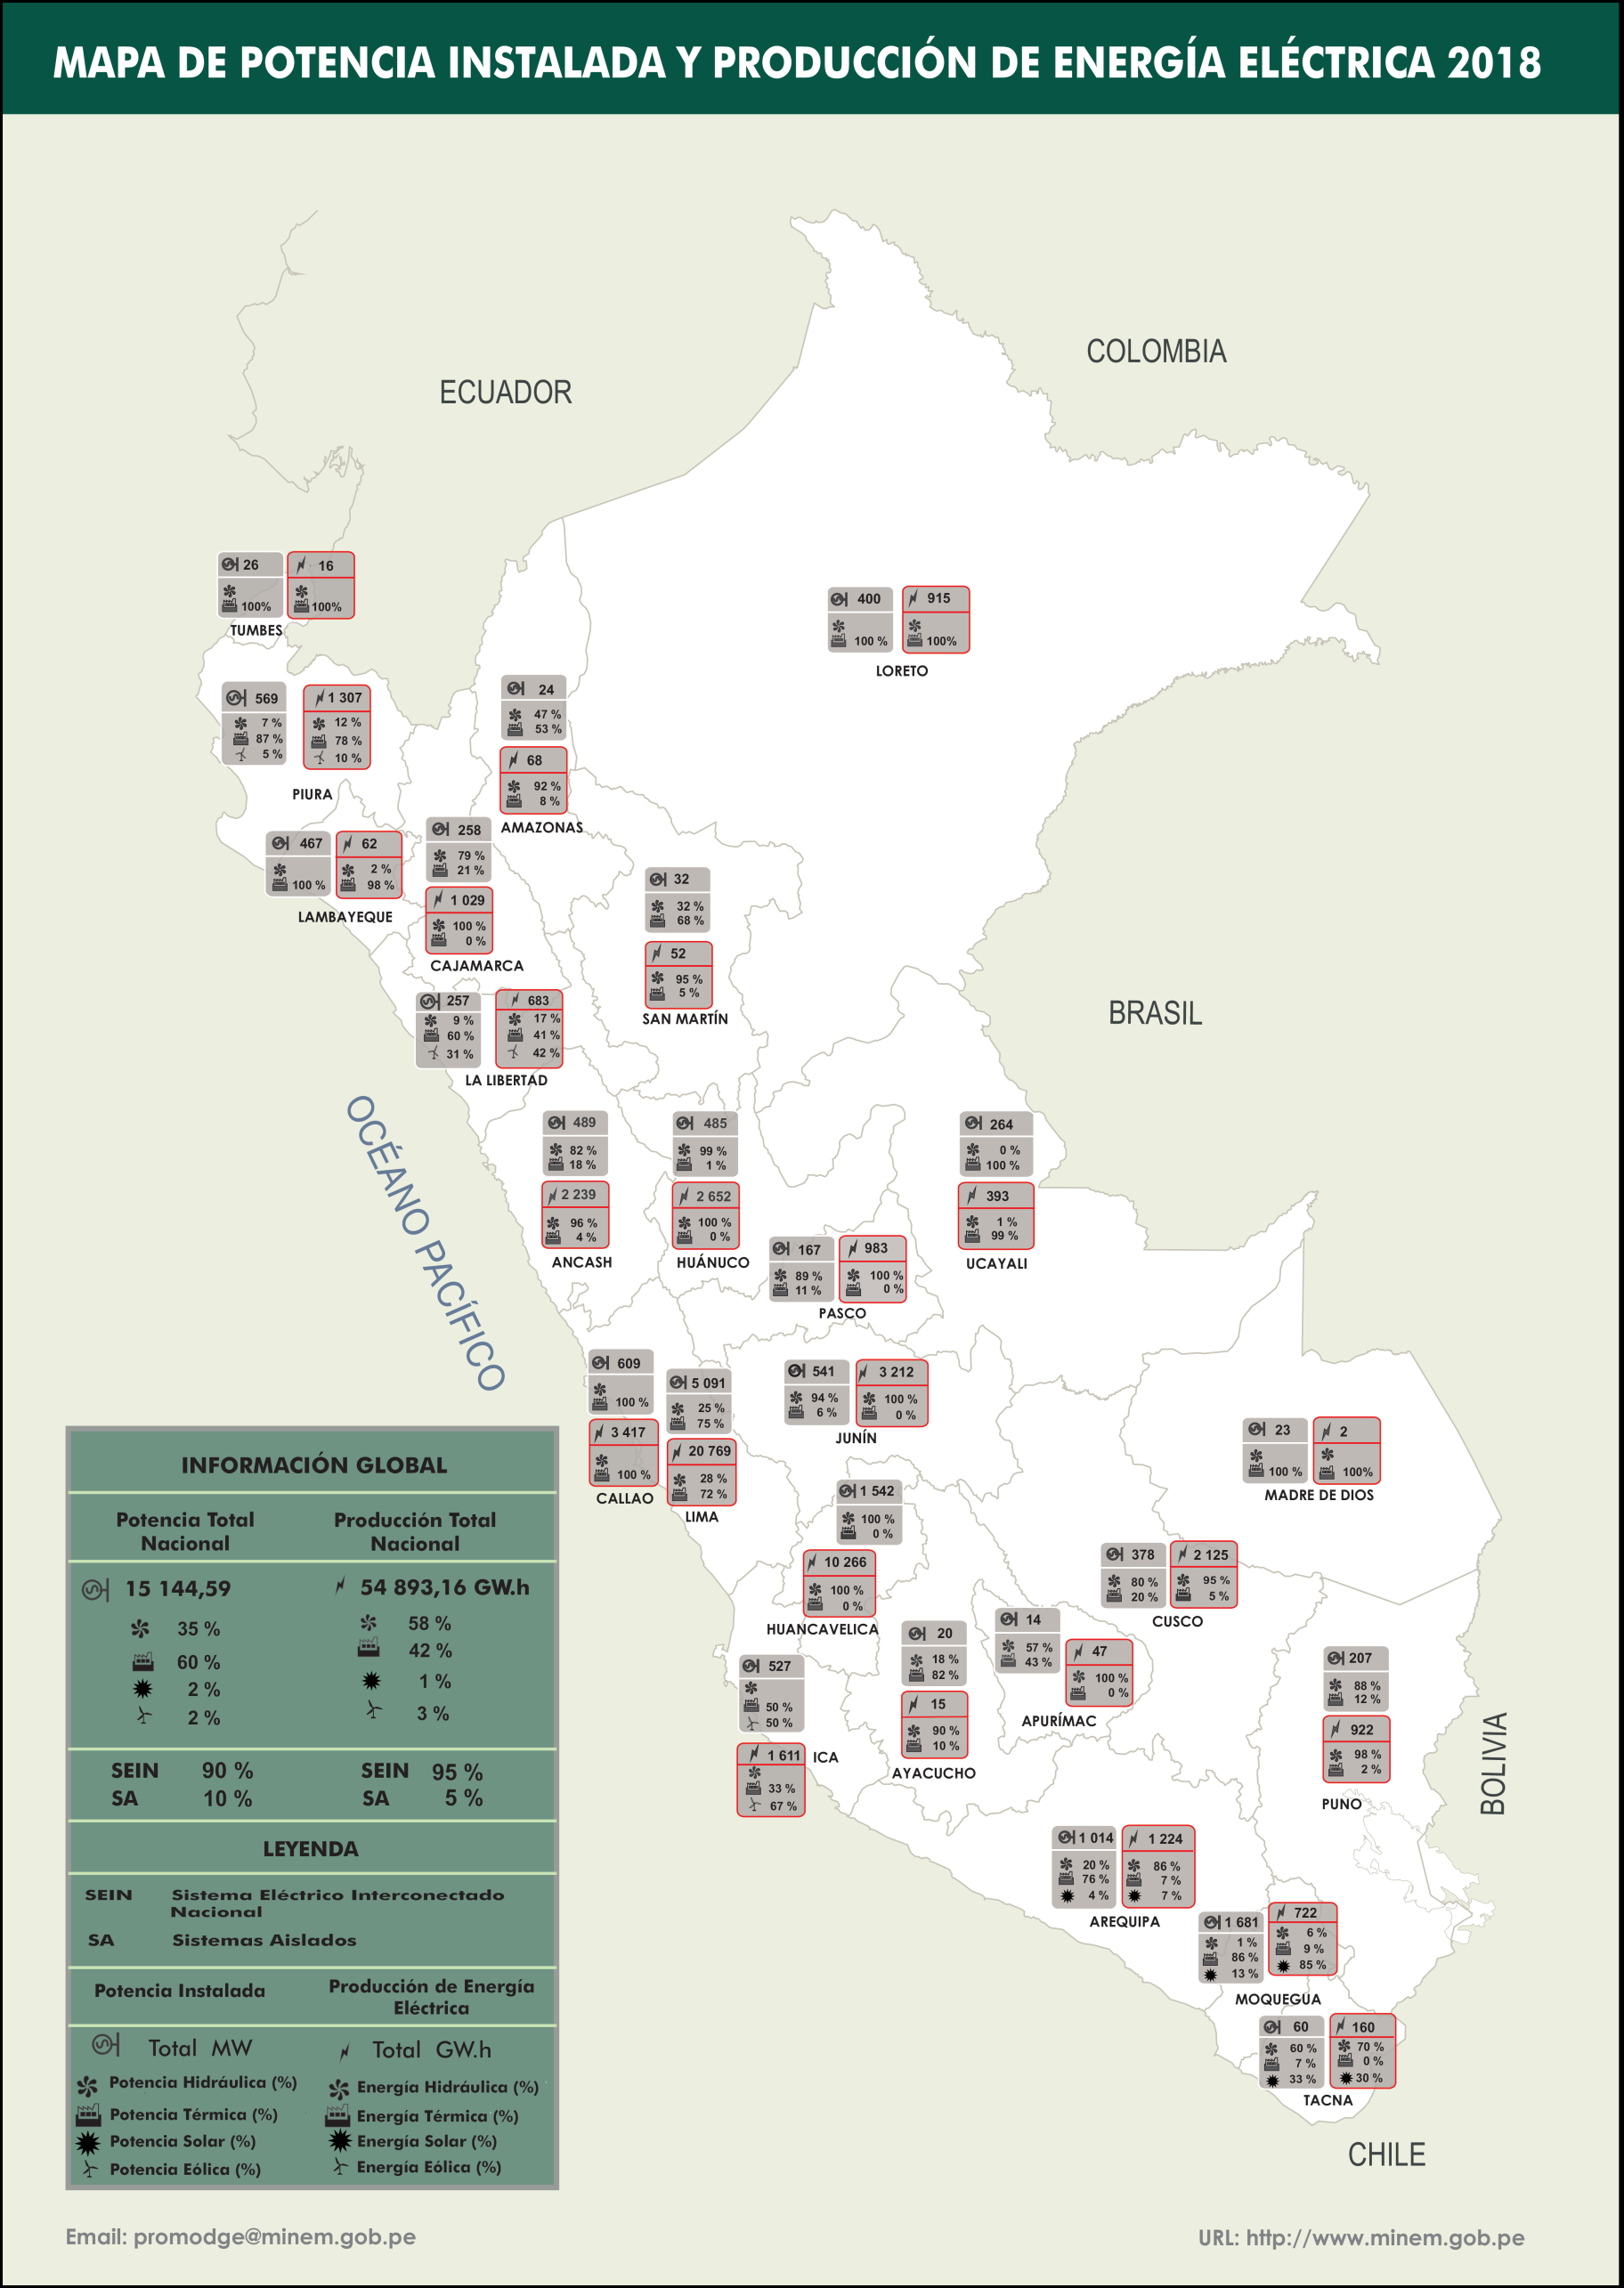 MAPA DE POTENCIA INSTALADA Y PRODUCCIÓN DE ENERGÍA ELÉCTRICA 2018
COLOMBIA
ECUADOR
26 16
100% 100%
TUMBES
400 915
100 % 100%
LORETO
569 1 307
7 % 12 %
87 % 78 %
5 % 10 %
PIURA
24
47 %
53 %
68
92 %
8 %
AMAZONAS
467 62
2 %
100 % 98 %
LAMBAYEQUE
258
79 %
21 %
1 029
100 %
0 %
CAJAMARCA
32
32 %
68 %
52
95 %
5 %
SAN MARTÍN
257 683
9 % 17 %
60 % 41 %
31 % 42 %
LA LIBERTAD
BRASIL
OCÉANO PACÍFICO
489
82 %
18 %
2 239
96 %
4 %
ANCASH
485
99 %
1 %
2 652
100 %
0 %
HUÁNUCO
264
0 %
100 %
393
1 %
99 %
UCAYALI
167 983
89 % 100 %
11 % 0 %
PASCO
609
100 %
3 417
100 %
CALLAO
5 091
25 %
75 %
20 769
28 %
72 %
LIMA
541 3 212
94 % 100 %
6 % 0 %
JUNÍN
23 2
100 % 100%
MADRE DE DIOS
1 542
100 %
0 %
10 266
100 %
0 %
HUANCAVELICA
378 2 125
80 % 95 %
20 % 5 %
CUSCO
20
18 %
82 %
15
90 %
10 %
AYACUCHO
14
57 %
43 %
47
100 %
0 %
APURÍMAC
527
50 %
50 %
1 611
33 %
67 %
ICA
207
88 %
12 %
922
98 %
2 %
PUNO
BOLIVIA
1 014 1 224
20 % 86 %
76 % 7 %
4 % 7 %
AREQUIPA
1 681 722
1 % 6 %
86 % 9 %
13 % 85 %
MOQUEGUA
60 160
60 % 70 %
7 % 0 %
33 % 30 %
TACNA
CHILE
INFORMACIÓN GLOBAL
Potencia Total Nacional
Producción Total Nacional
15 144,59 54 893,16 GW.h
35 % 58 %
60 % 42 %
2 % 1 %
2 % 3 %
SEIN 90 % SEIN 95 %
SA 10 % SA 5 %
LEYENDA
SEIN Sistema Eléctrico Interconectado
Nacional
SA Sistemas Aislados
Potencia Instalada
Producción de Energía
Eléctrica
Total MW Total GW.h
Potencia Hidráulica (%) Energía Hidráulica (%)
Potencia Térmica (%) Energía Térmica (%)
Potencia Solar (%) Energía Solar (%)
Potencia Eólica (%) Energía Eólica (%)
Email: promodge@minem.gob.pe URL: http://www.minem.gob.pe